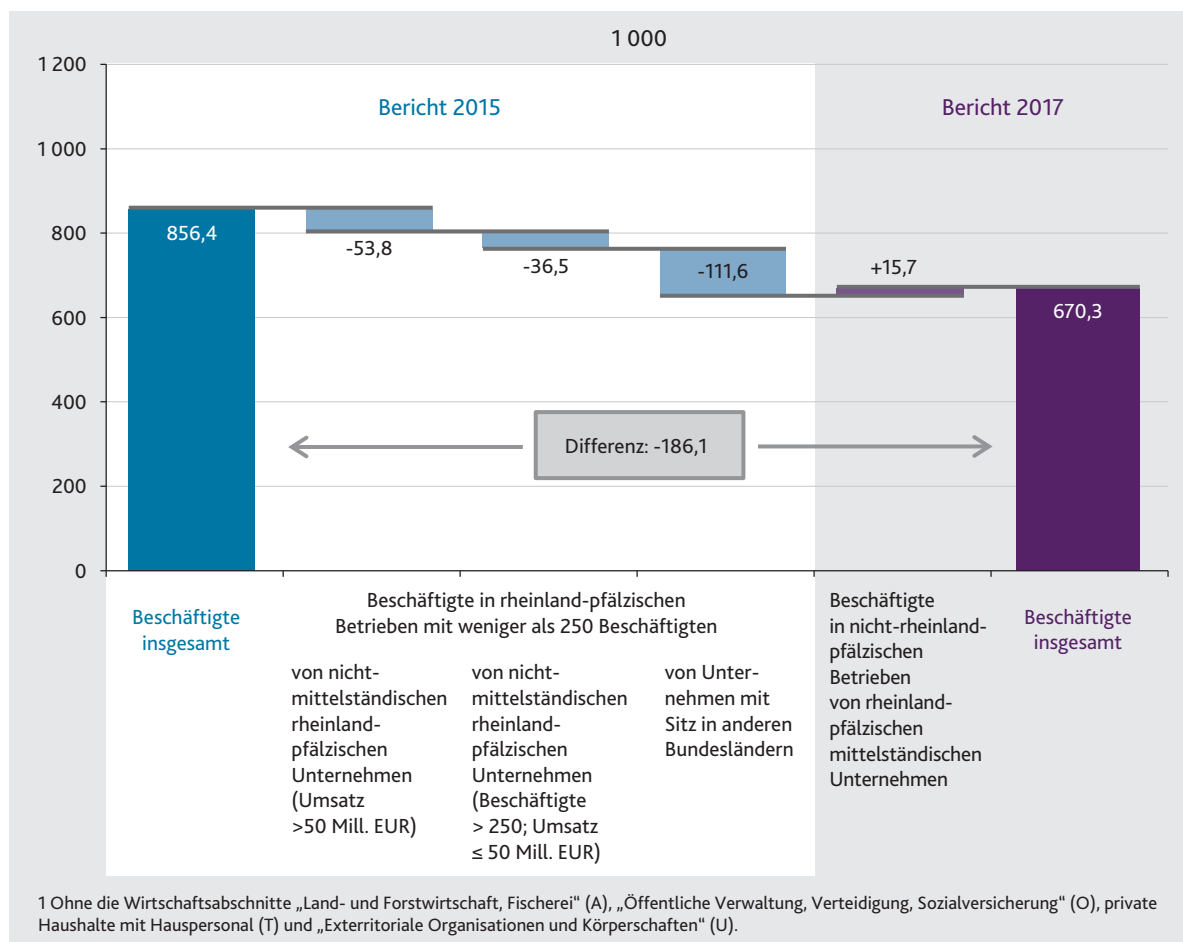 1 000
1 200
1 000
800
600
400
200
0
Bericht 2015
Bericht 2017
856,4
-53,8
-36,5
-111,6
+15,7
670,3
Differenz: -186,1
Beschäftigte
insgesamt
Beschäftigte in rheinland-pfälzischen
Betrieben mit weniger als 250 Beschäftigten
von nicht-
mittelständischen
rheinland-
pfälzischen
Unternehmen
(Umsatz
>50 Mill. EUR)
von nicht-
mittelständischen
rheinland-
pfälzischen
Unternehmen
(Beschäftigte
> 250; Umsatz
≤ 50 Mill. EUR)
von Unter-
nehmen mit
Sitz in anderen
Bundesländern
Beschäftigte
in nicht-rheinland-
pfälzischen
Betrieben
von rheinland-
pfälzischen
mittelständischen
Unternehmen
Beschäftigte
insgesamt
1 Ohne die Wirtschaftsabschnitte „Land- und Forstwirtschaft, Fischerei“ (A), „Öffentliche Verwaltung, Verteidigung, Sozialversicherung“ (O), private
Haushalte mit Hauspersonal (T) und „Exterritoriale Organisationen und Körperschaften“ (U).